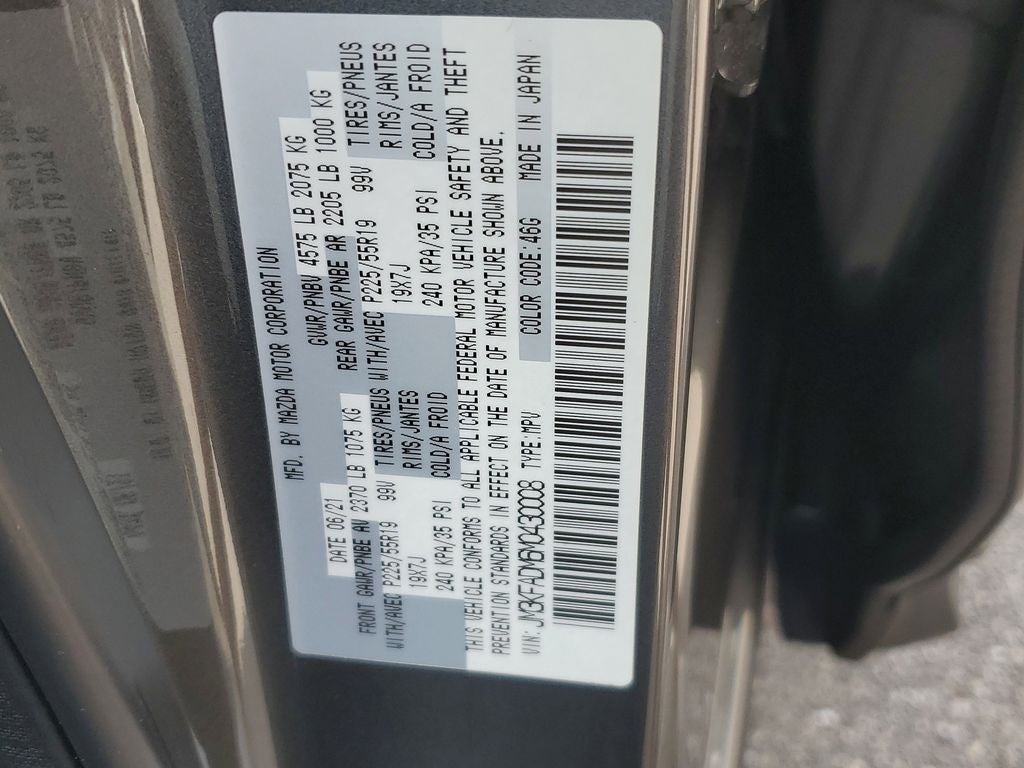 MFD. BY MAZDA MOTOR CORPORATION
DATE 06/21 GVWR/PNBV 4575 LB 2075 KG
FRONT GAWR/PNBE AV 2370 LB 1075 KG REAR GAWR/PNBE AR 2205 LB 1000 KG
WITH/AVEC P225/55R19 99V TIRES/PNEUS WITH/AVEC P225/55R19 99V TIRES/PNEUS
19X7J RIMS/JANTES 19X7J RIMS/JANTES
240 KPA/35 PSI COLD/A FROID 240 KPA/35 PSI COLD/A FROID
THIS VEHICLE CONFORMS TO ALL APPLICABLE FEDERAL MOTOR VEHICLE SAFETY AND THEFT
PREVENTION STANDARDS IN EFFECT ON THE DATE OF MANUFACTURE SHOWN ABOVE.
VIN: JM3KFADM6N0430008 TYPE:MPV COLOR CODE:46G MADE IN JAPAN